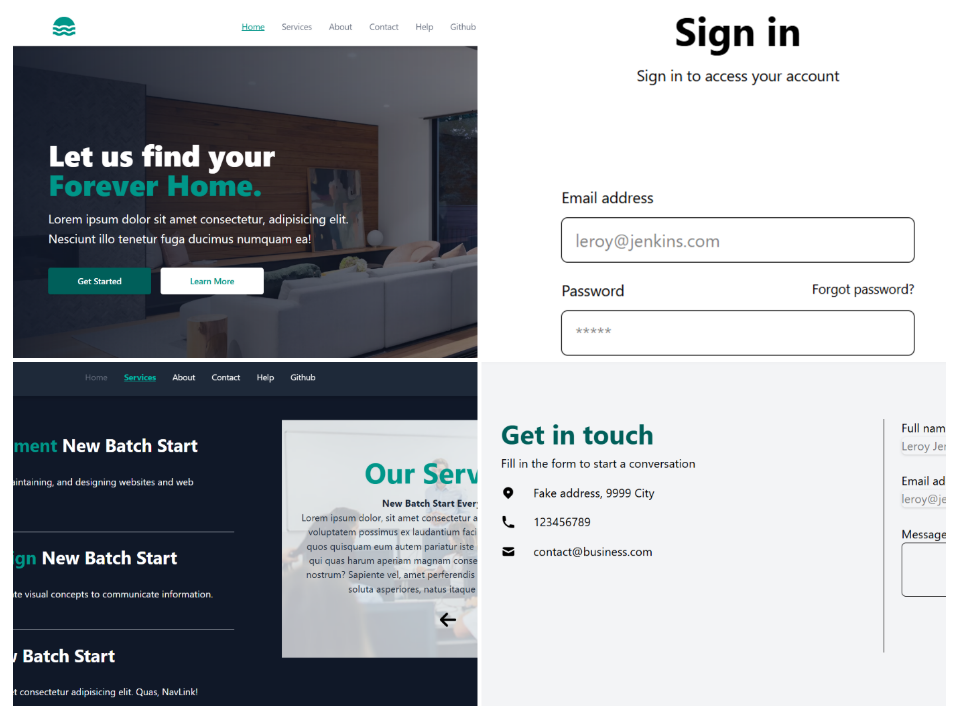 Home Services About Contact Help Github
Let us find your
Forever Home.
Lorem ipsum dolor sit amet consectetur, adipisicing elit.
Nesciunt illo tenetur fuga ducimus numquam ea!
Get Started Learn More
Sign in
Sign in to access your account
Email address
leroy@jenkins.com
Password Forgot password?
*****
Home Services About Contact Help Github
ment New Batch Start
aintaining, and designing websites and web
ign New Batch Start
te visual concepts to communicate information.
Batch Start
t consectetur adipisicing elit. Quas, NavLink!
Our Serv
New Batch Start Ever
Lorem ipsum dolor, sit amet consectetur a
voluptatem possimus ex laudantium faci
quos quisquam eum autem pariatur iste
qui quas harum aperiam magnam conse
nostrum? Sapiente vel, amet perferendis
soluta asperiores, natus itaque
Get in touch
Fill in the form to start a conversation
Fake address, 9999 City
123456789
contact@business.com
Full nam
Leroy Je
Email ad
leroy@je
Message